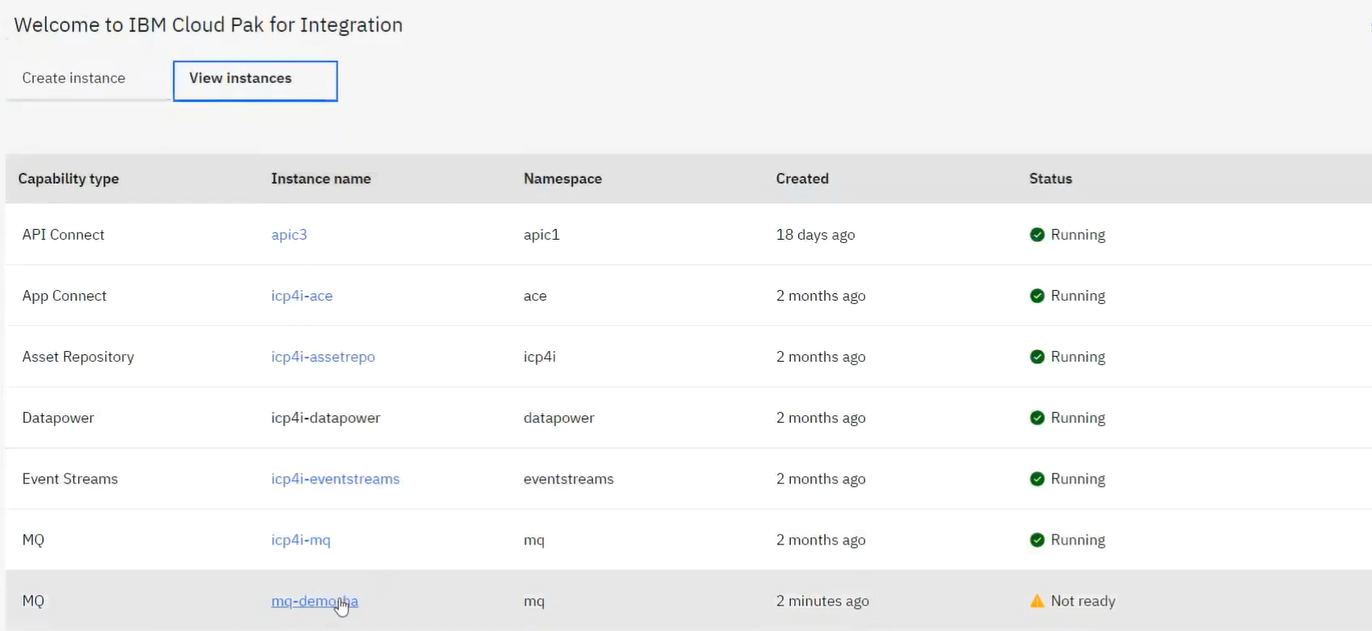 Welcome to IBM Cloud Pak for Integration
Create instance View instances
Capability type Instance name Namespace Created Status
API Connect apic3 apic1 18 days ago Running
App Connect icp4i-ace ace 2 months ago Running
Asset Repository icp4i-assetrepo icp4i 2 months ago Running
Datapower icp4i-datapower datapower 2 months ago Running
Event Streams icp4i-eventstreams eventstreams 2 months ago Running
MQ icp4i-mq mq 2 months ago Running
MQ mq 2 minutes ago Not ready